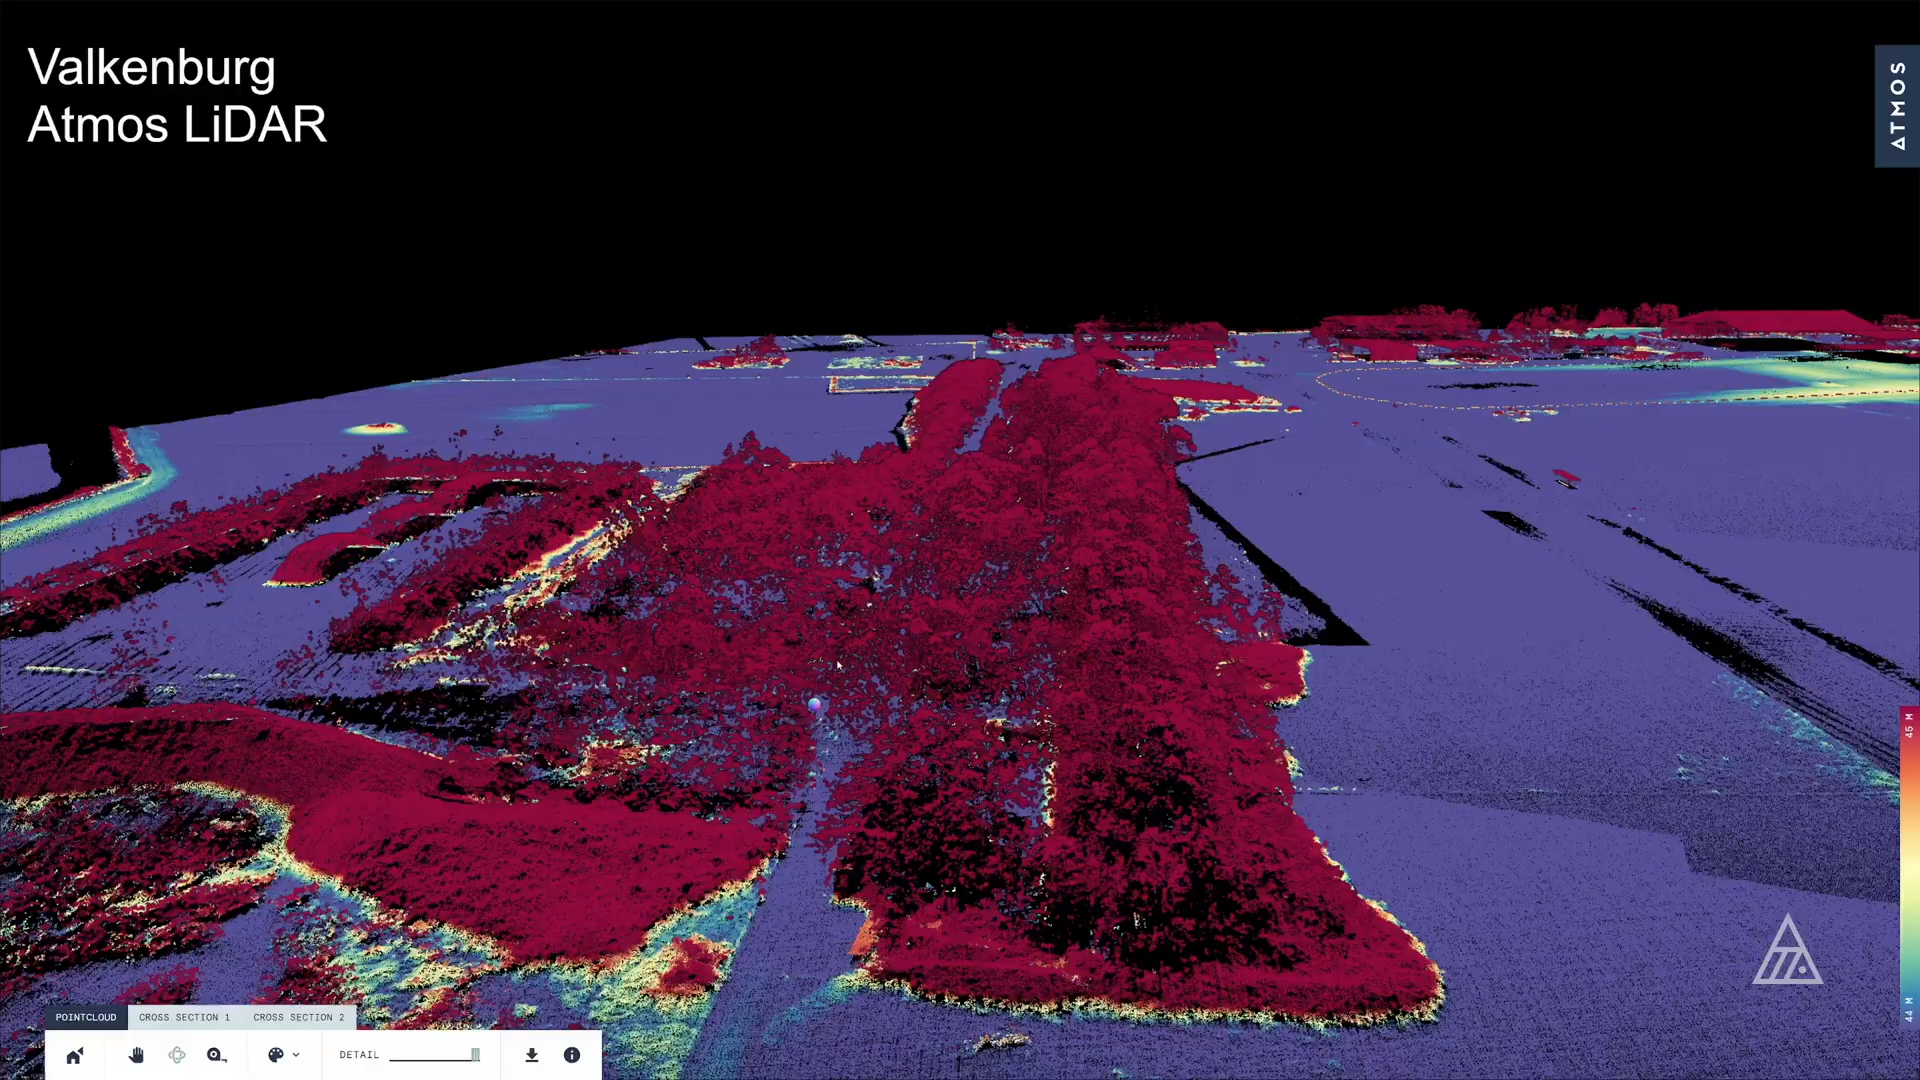 Valkenburg
Atmos LiDAR
ATMOS
45 M
44 M
POINTCLOUD
CROSS SECTION 1
CROSS SECTION 2
DETAIL